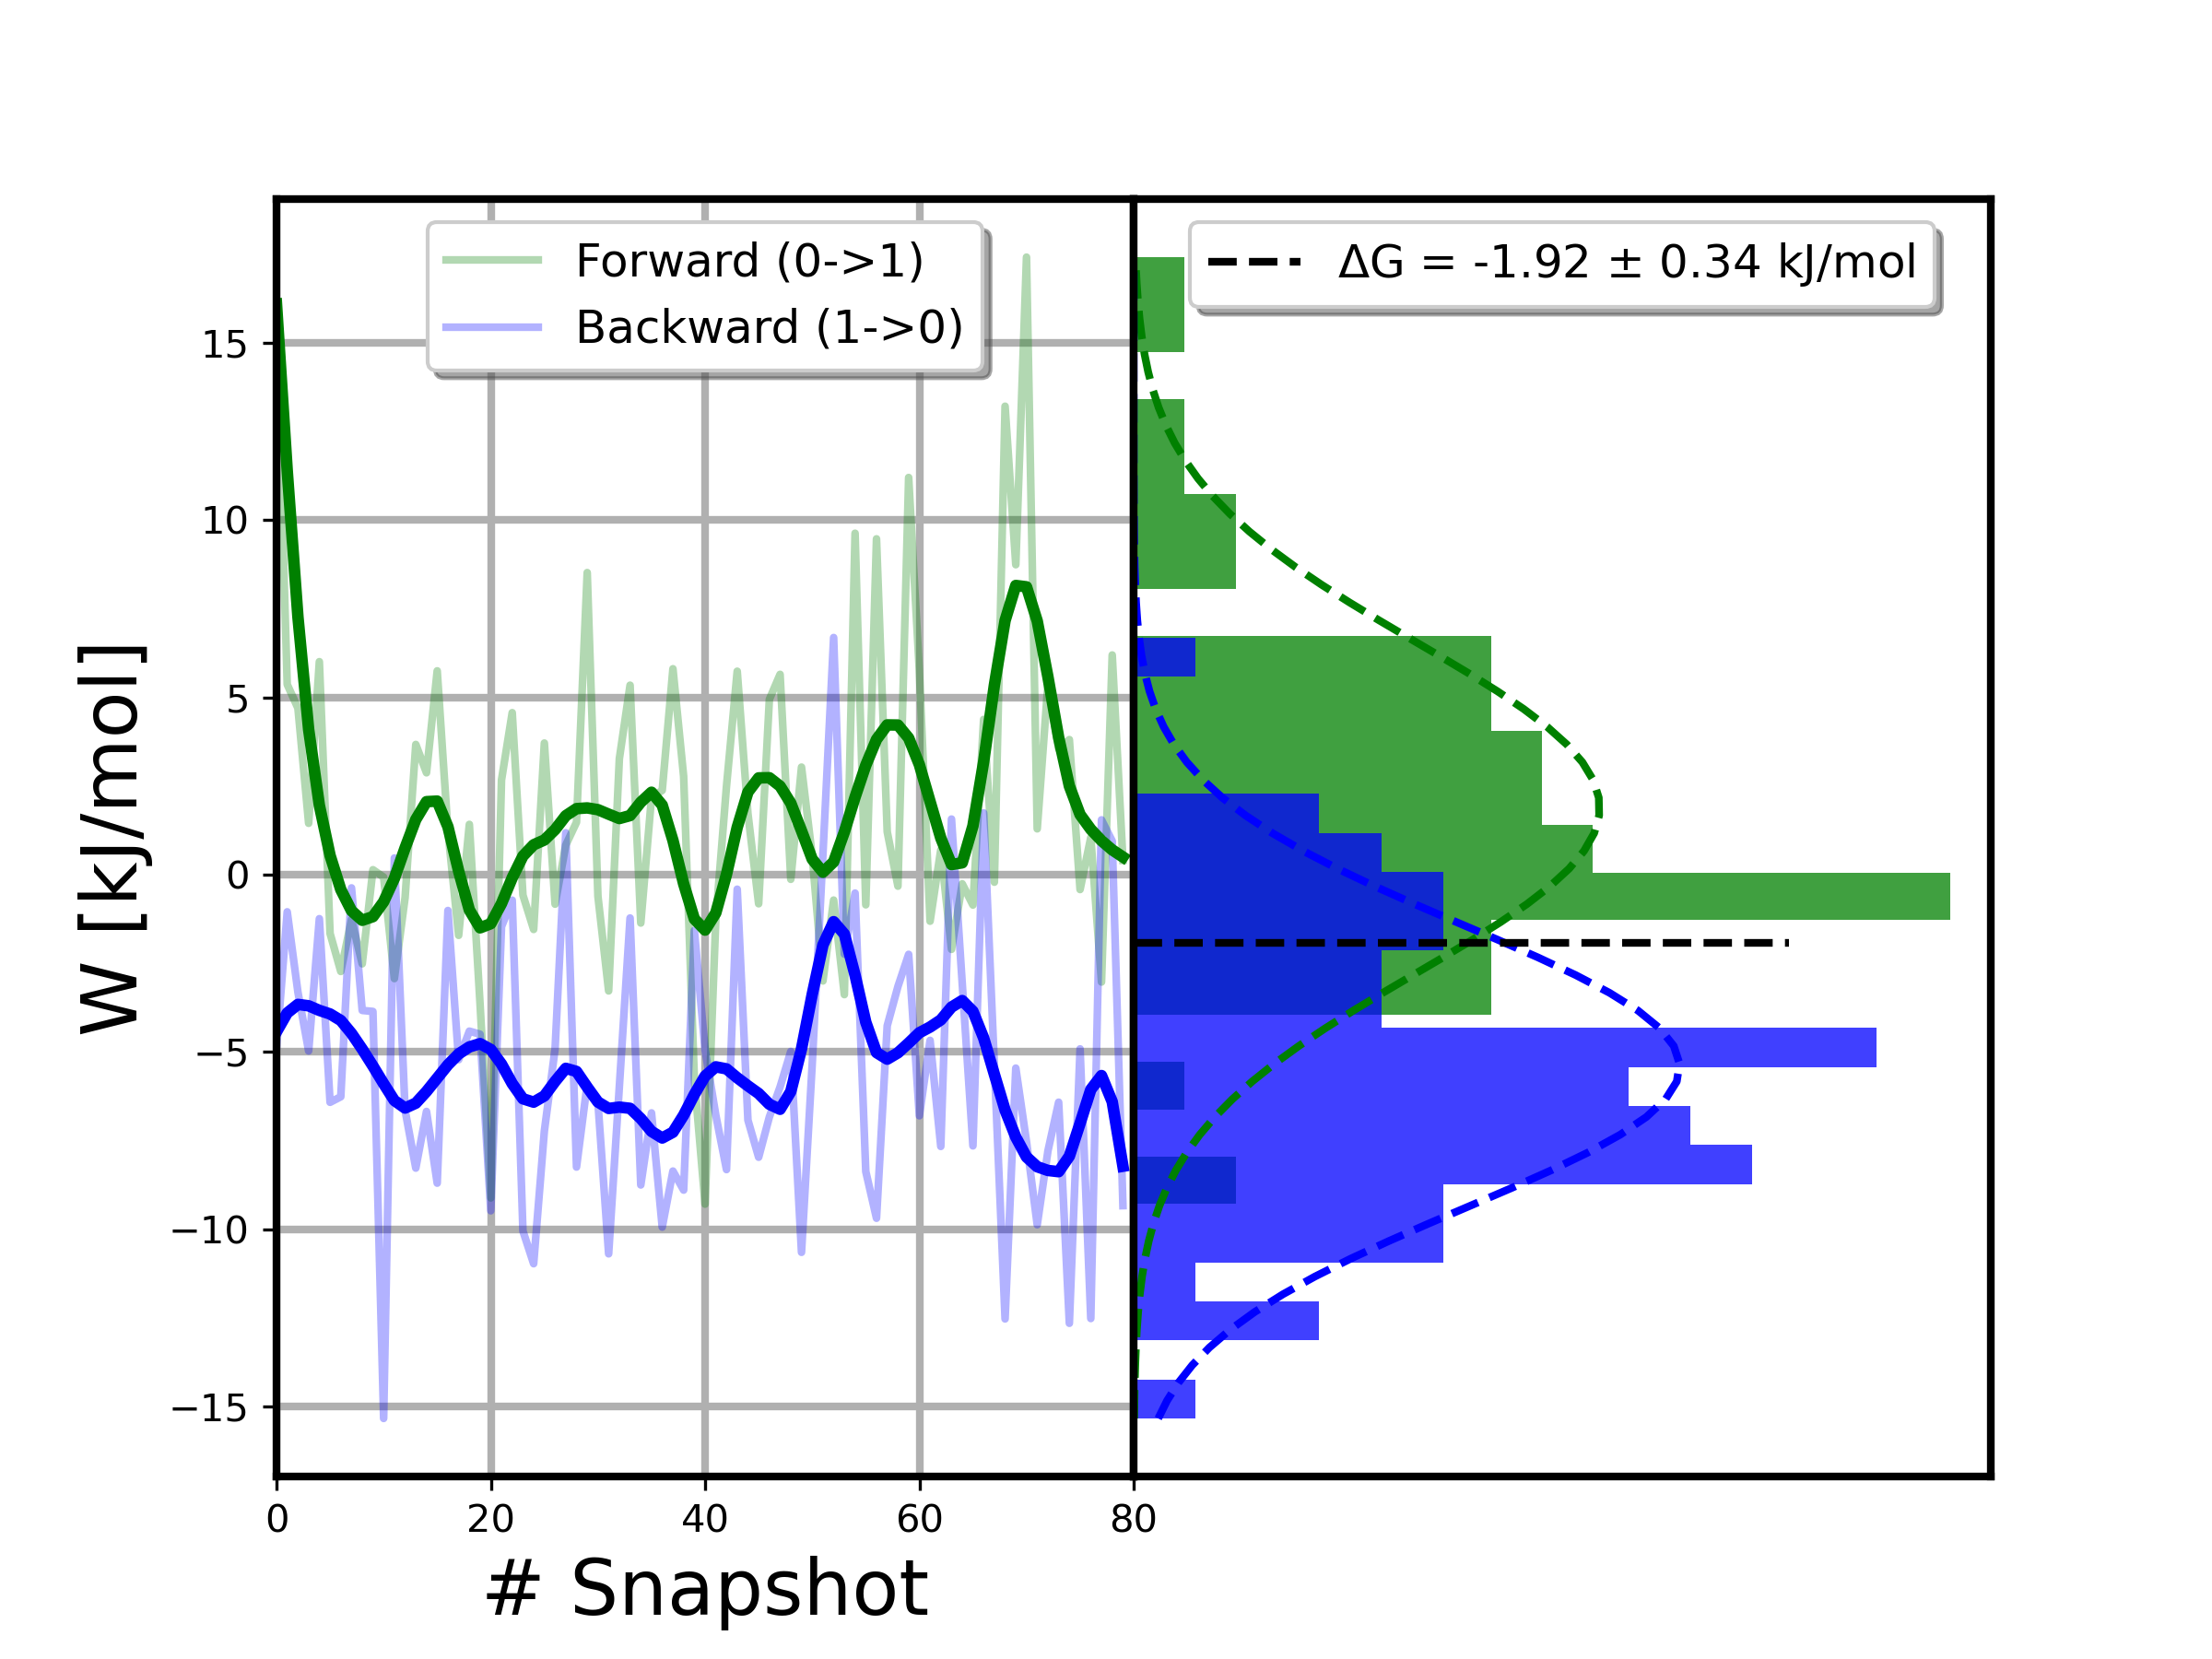 Forward (0->1)
Backward (1->0)
ΔG = -1.92 ± 0.34 kJ/mol
W [kJ/mol]
15
10
5
0
−5
−10
−15
0 20 40 60 80
# Snapshot